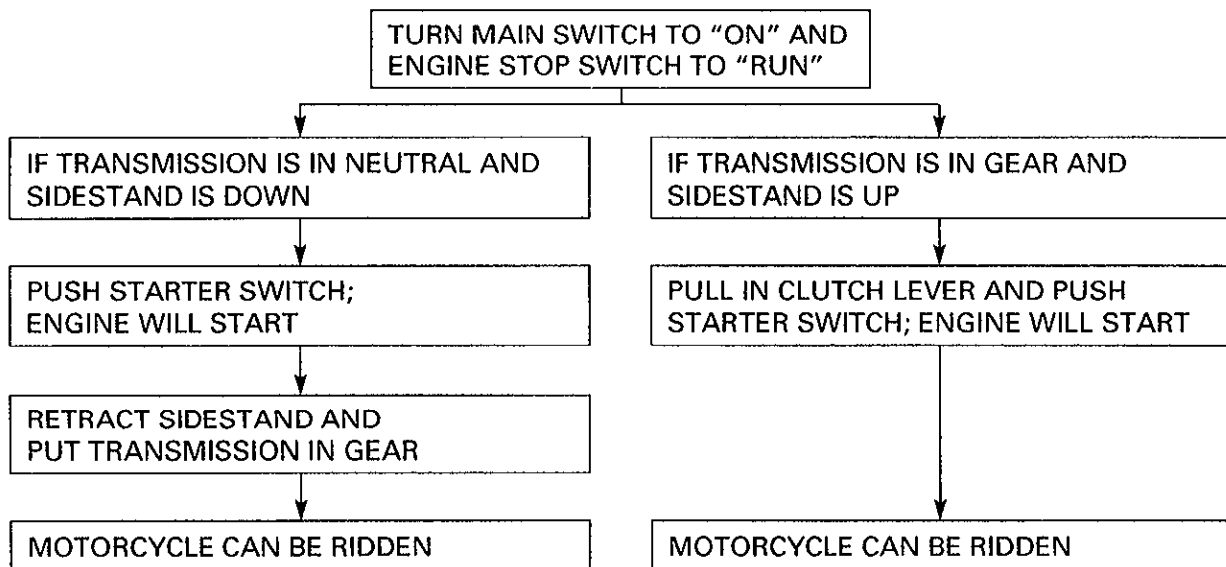 TURN MAIN SWITCH TO “ON” AND
ENGINE STOP SWITCH TO “RUN”
IF TRANSMISSION IS IN NEUTRAL AND
SIDESTAND IS DOWN
PUSH STARTER SWITCH;
ENGINE WILL START
RETRACT SIDESTAND AND
PUT TRANSMISSION IN GEAR
MOTORCYCLE CAN BE RIDDEN
IF TRANSMISSION IS IN GEAR AND
SIDESTAND IS UP
PULL IN CLUTCH LEVER AND PUSH
STARTER SWITCH; ENGINE WILL START
MOTORCYCLE CAN BE RIDDEN